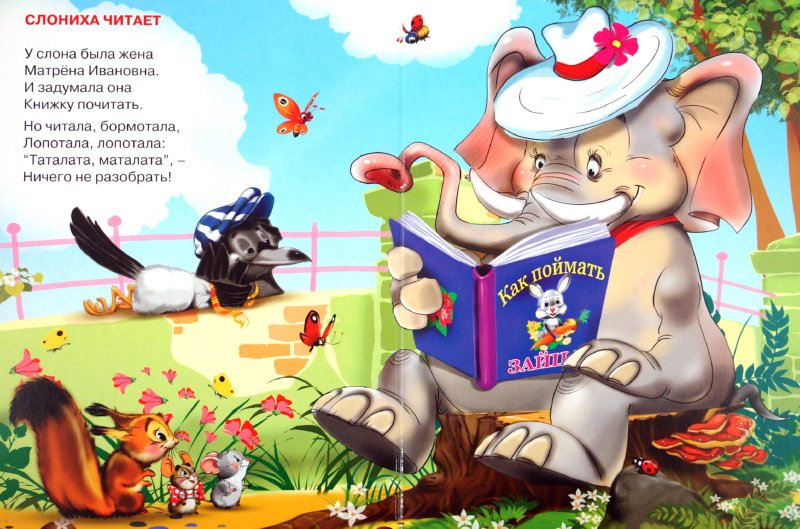 СЛОНИХА ЧИТАЕТ
У слона была жена
Матрёна Ивановна.
И задумала она
Книжку почитать.
Но читала, бормотала,
Лопотала, лопотала:
“Таталата, маталата”, –
Ничего не разобрать!
Как поймать